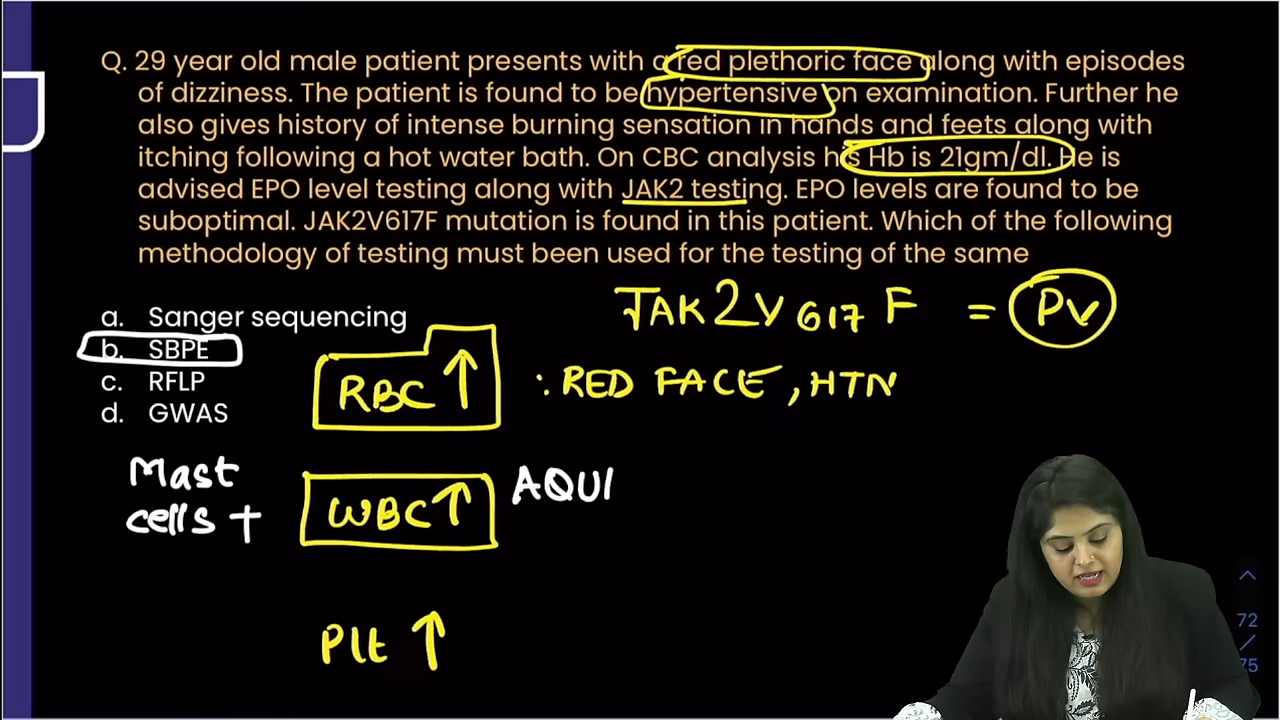 Q. 29 year old male patient presents with a red plethoric face along with episodes
of dizziness. The patient is found to be hypertensive on examination. Further he
also gives history of intense burning sensation in hands and feets along with
itching following a hot water bath. On CBC analysis his Hb is 21gm/dl. He is
advised EPO level testing along with JAK2 testing. EPO levels are found to be
suboptimal. JAK2V617F mutation is found in this patient. Which of the following
methodology of testing must been used for the testing of the same
JAK2V617F = PV
a. Sanger sequencing
b. SBPE
c. RFLP
d. GWAS
RBC ↑ : RED FACE, HTN
Mast
cells +
WBC ↑ AQUI
Plt ↑
72
/
75